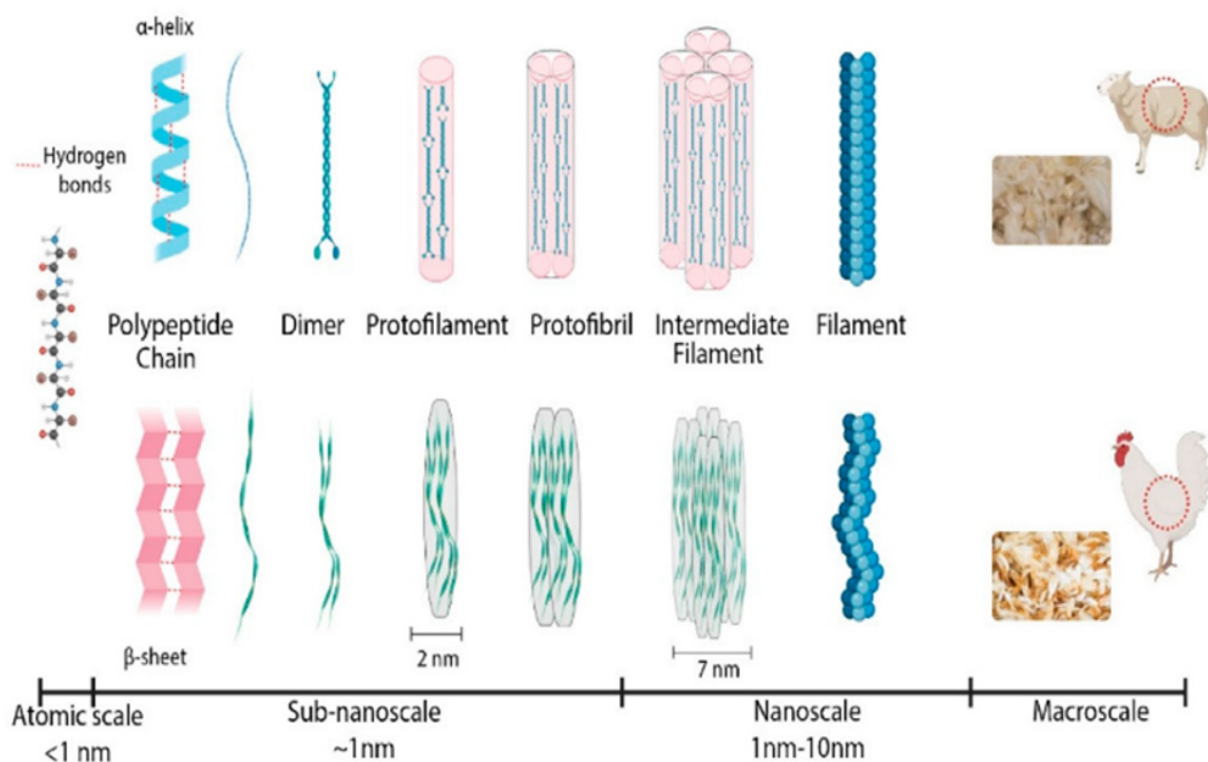 α-helix
Hydrogen
bonds
Polypeptide
Chain
Dimer
Protofilament
Protofibril
Intermediate
Filament
Filament
β-sheet
2 nm
7 nm
Atomic scale
<1 nm
Sub-nanoscale
~1nm
Nanoscale
1nm-10nm
Macroscale